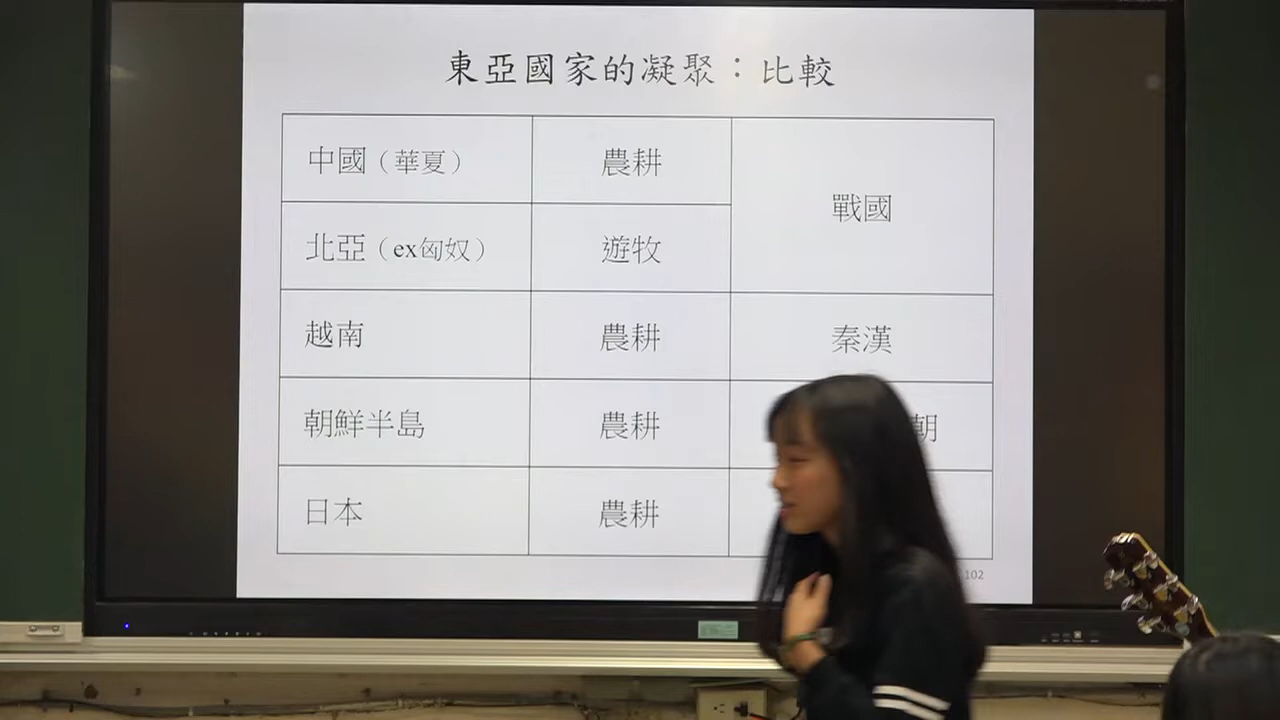 東亞國家的凝聚：比較
中國（華夏） 農耕 戰國
北亞（ex匈奴） 遊牧
越南 農耕 秦漢
朝鮮半島 農耕 朝
日本 農耕
102